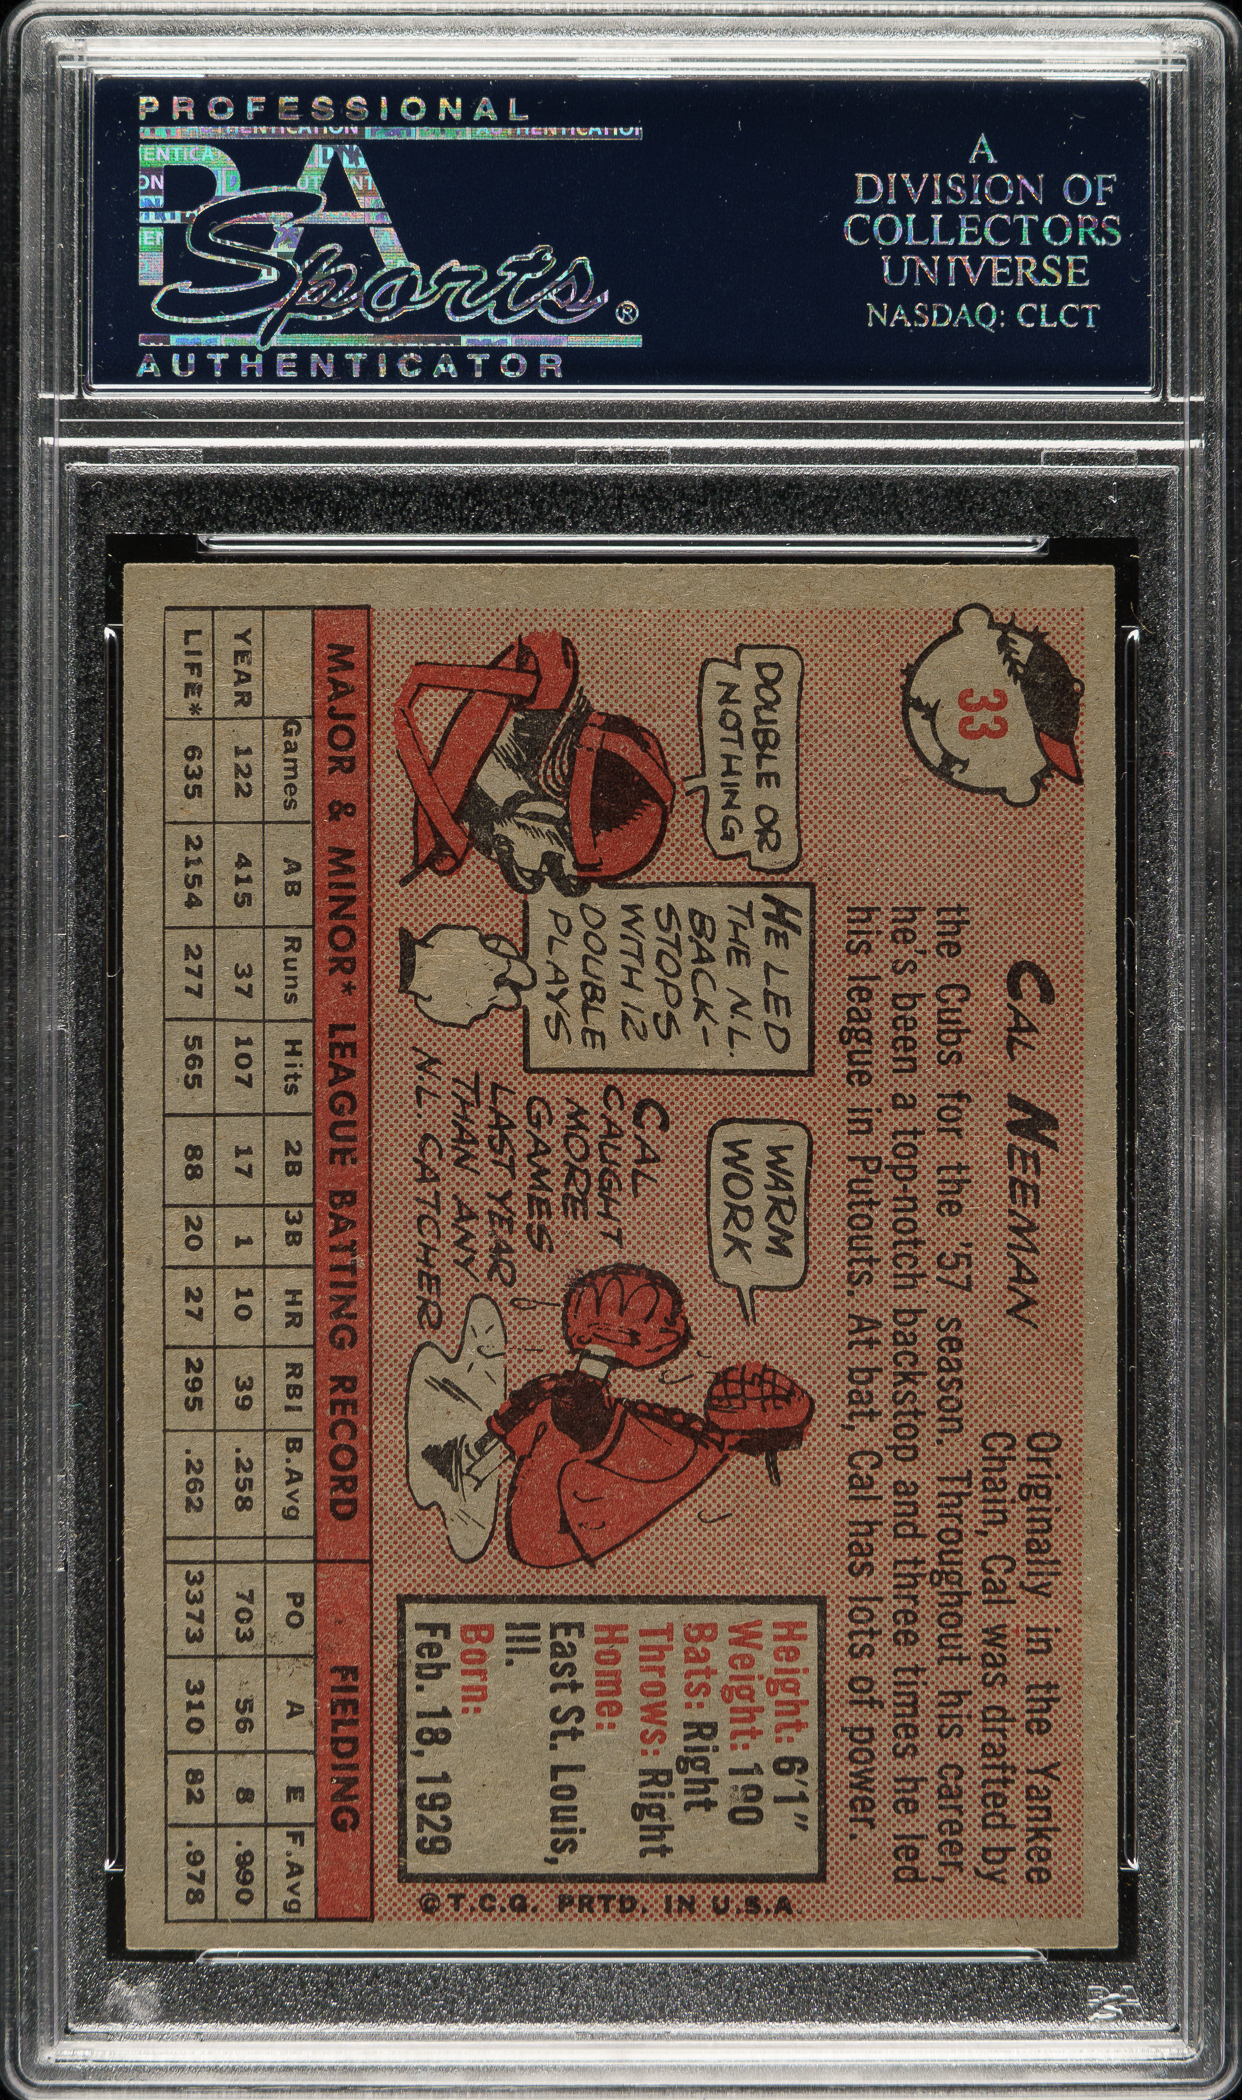 PROFESSIONAL
PSA
Sports®
AUTHENTICATOR
A
DIVISION OF
COLLECTORS
UNIVERSE
NASDAQ: CLCT
33
CAL NEEMAN
Originally in the Yankee
Chain, Cal was drafted by
the Cubs for the '57 season. Throughout his career,
he's been a top-notch backstop and three times he led
his league in Putouts. At bat, Cal has lots of power.
DOUBLE OR
NOTHING
HE LED
THE N.L.
BACK-
STOPS
WITH 12
DOUBLE
PLAYS
WARM
WORK
CAL
CAUGHT
MORE
GAMES
LAST YEAR
THAN ANY
N.L. CATCHER
Height: 6'1"
Weight: 190
Bats: Right
Throws: Right
Home:
East St. Louis,
Ill.
Born:
Feb. 18, 1929
© T.C.G. PRTD. IN U.S.A.
MAJOR & MINOR* LEAGUE BATTING RECORD FIELDING
Games AB Runs Hits 2B 3B HR RBI B.Avg PO A E F.Avg
YEAR 122 415 37 107 17 1 10 39 .258 703 56 8 .990
LIFE* 635 2154 277 565 88 20 27 295 .262 3373 310 82 .978